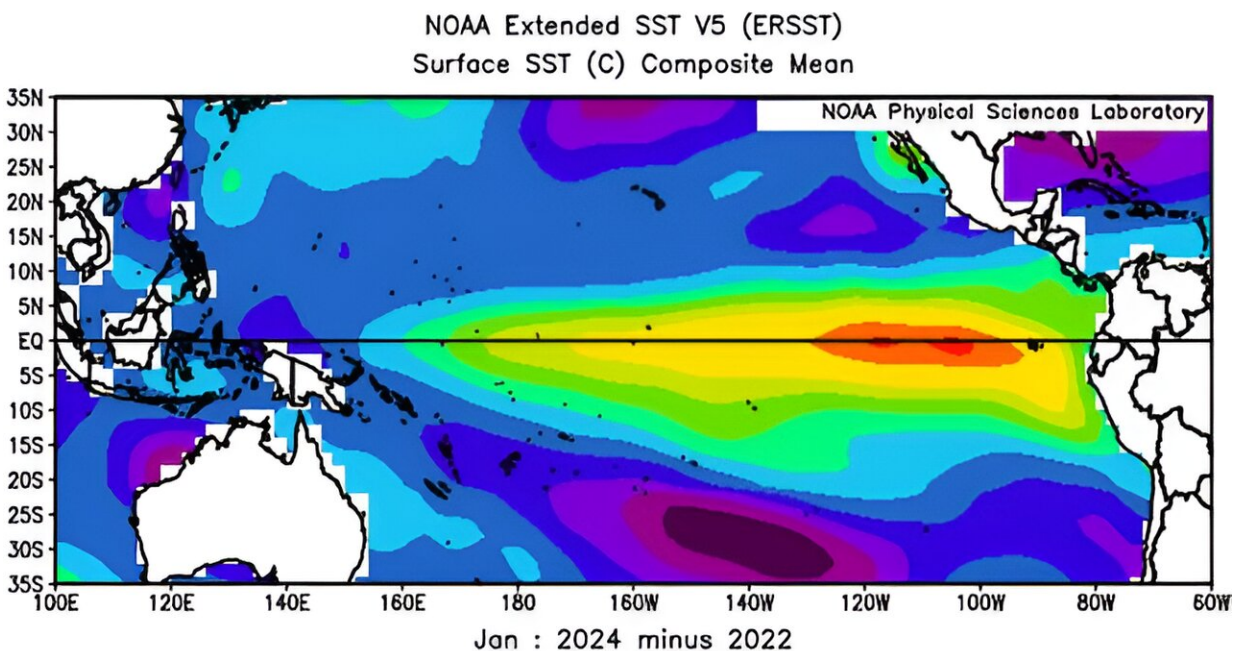 NOAA Extended SST V5 (ERSST)
Surface SST (C) Composite Mean
NOAA Physical Sciences Laboratory
35N
30N
25N
20N
15N
10N
5N
EQ
5S
10S
15S
20S
25S
30S
35S
100E 120E 140E 160E 180 160W 140W 120W 100W 80W 60W
Jan : 2024 minus 2022